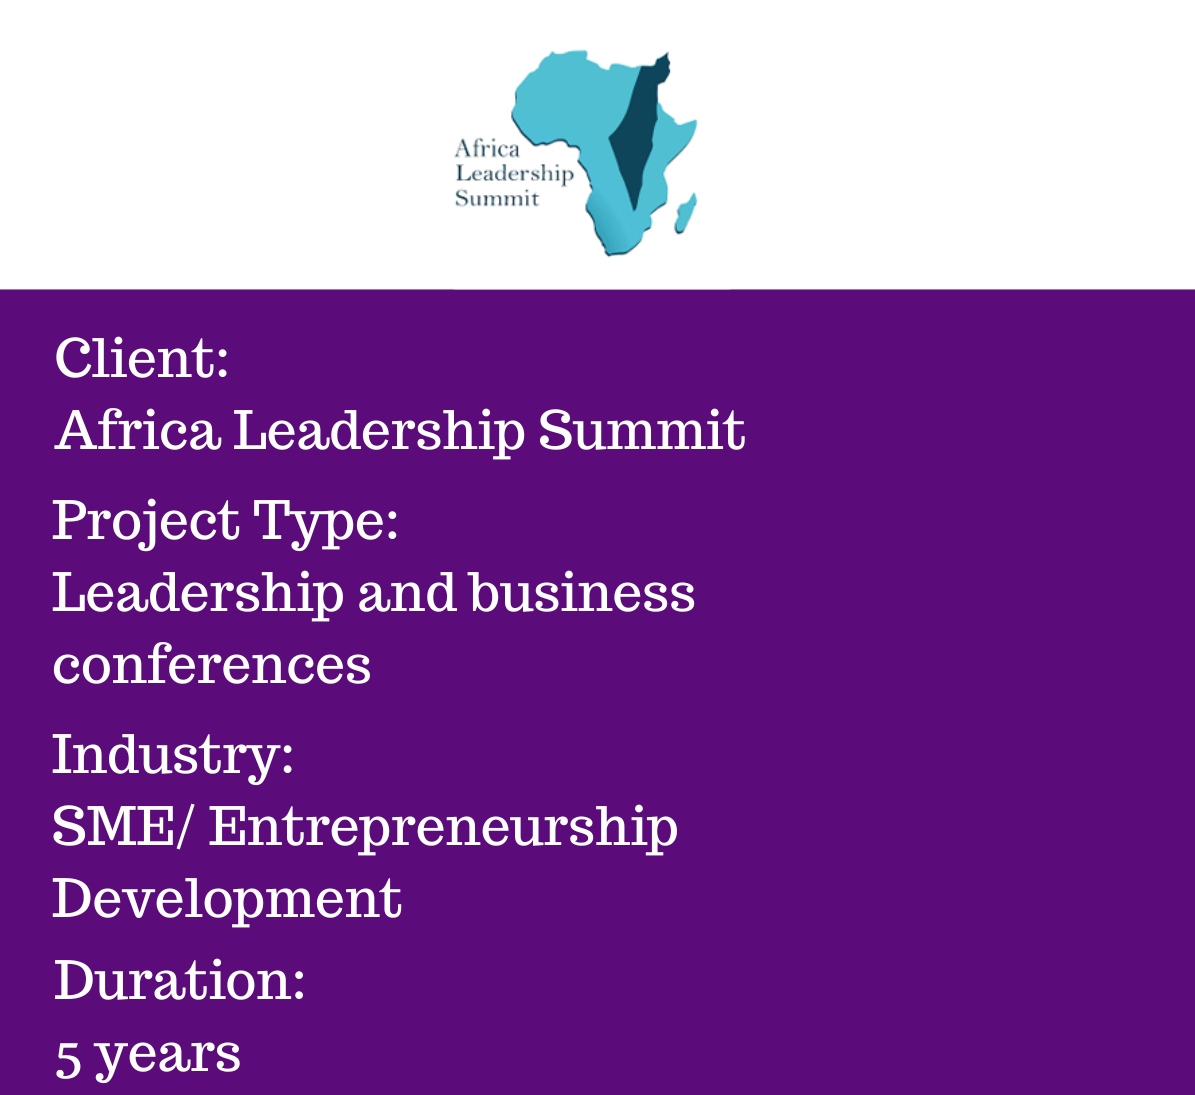 Africa
Leadership
Summit
Client:
Africa Leadership Summit
Project Type:
Leadership and business
conferences
Industry:
SME/ Entrepreneurship
Development
Duration:
5 years